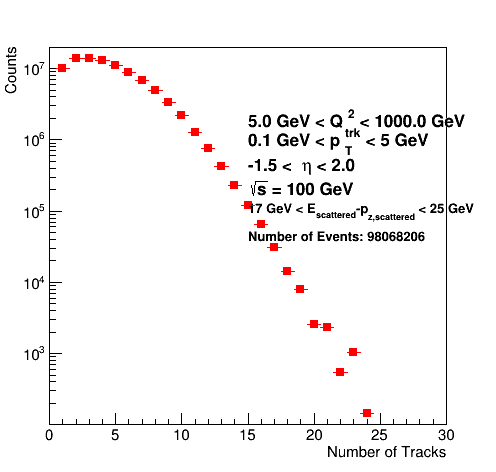 Counts
10^7
10^6
10^5
10^4
10^3
5.0 GeV < Q^2 < 1000.0 GeV
0.1 GeV < p_T^trk < 5 GeV
-1.5 < η < 2.0
√s = 100 GeV
17 GeV < E_scattered-p_z,scattered < 25 GeV
Number of Events: 98068206
0 5 10 15 20 25 30
Number of Tracks